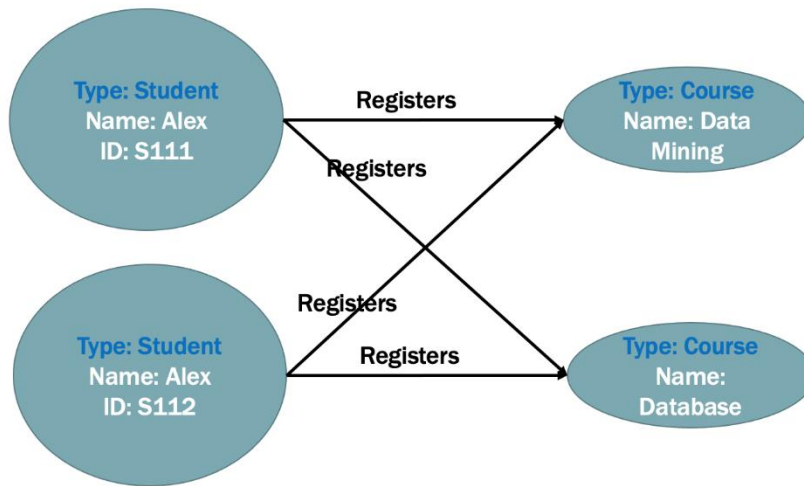 Type: Student
Name: Alex
ID: S111
Registers
Registers
Type: Course
Name: Data
Mining
Type: Student
Name: Alex
ID: S112
Registers
Registers
Type: Course
Name:
Database